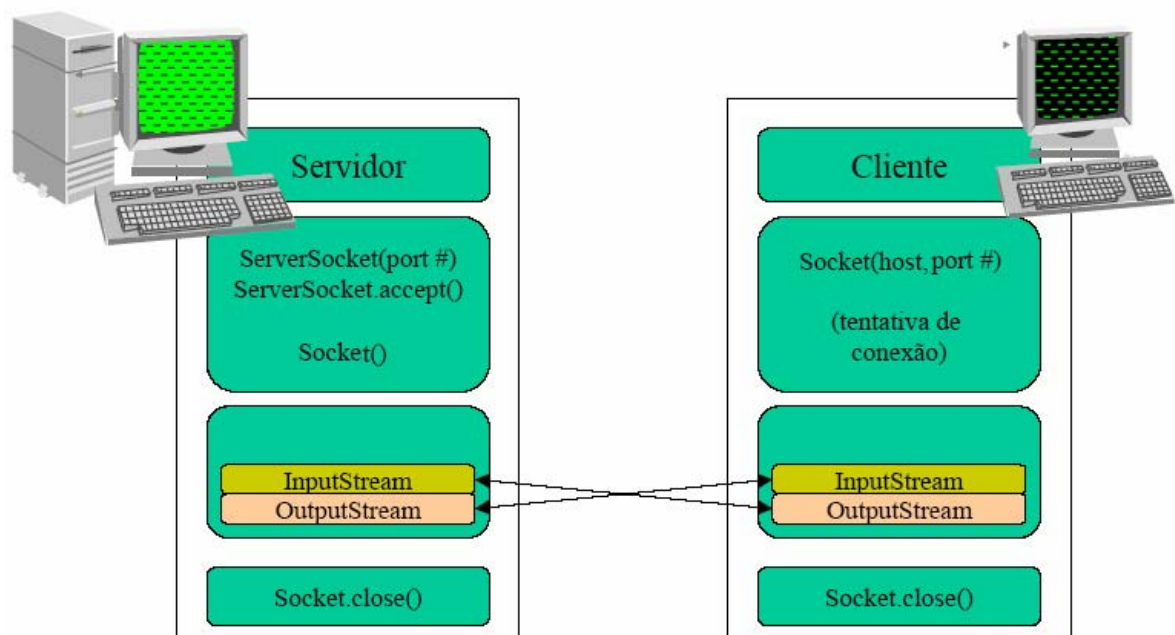 Servidor
ServerSocket(port #)
ServerSocket.accept()
Socket()
InputStream
OutputStream
Socket.close()
Cliente
Socket(host, port #)
(tentativa de
conexão)
InputStream
OutputStream
Socket.close()